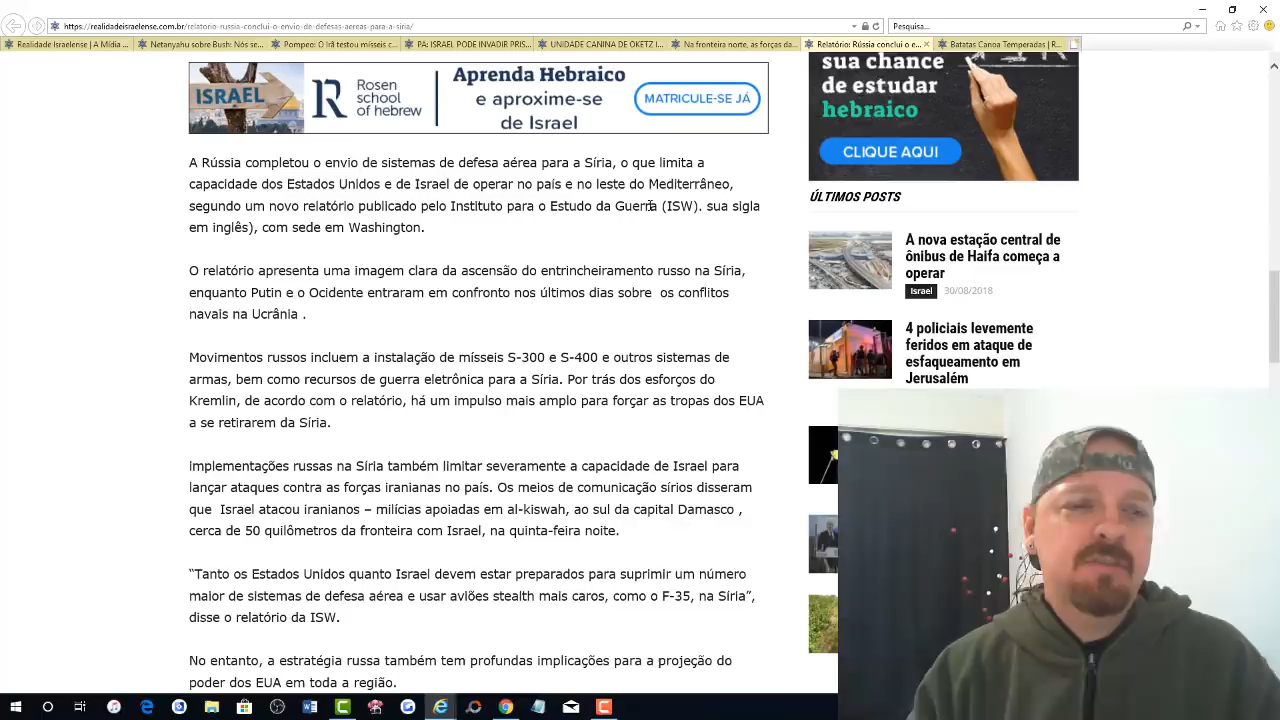 https://realidadeisraelense.com.br/relatorio-russia-conclui-o-envio-de-defesas-aereas-para-a-siria/
Pesquisa...
Realidade Israelense | A Mídia ...
Netanyahu sobre Bush: Nós se...
Pompeo: O Irã testou mísseis c...
PA: ISRAEL PODE INVADIR PRIS...
UNIDADE CANINA DE OKETZ I...
Na fronteira norte, as forças da...
Relatório: Rússia conclui o e...
Batatas Canoa Temperadas | R...
ISRAEL
Rosen
school
of hebrew
Aprenda Hebraico
e aproxime-se
de Israel
MATRICULE-SE JÁ
A Rússia completou o envio de sistemas de defesa aérea para a Síria, o que limita a
capacidade dos Estados Unidos e de Israel de operar no país e no leste do Mediterrâneo,
segundo um novo relatório publicado pelo Instituto para o Estudo da Guerra (ISW). sua sigla
em inglês), com sede em Washington.
O relatório apresenta uma imagem clara da ascensão do entrincheiramento russo na Síria,
enquanto Putin e o Ocidente entraram em confronto nos últimos dias sobre  os conflitos
navais na Ucrânia .
Movimentos russos incluem a instalação de mísseis S-300 e S-400 e outros sistemas de
armas, bem como recursos de guerra eletrônica para a Síria. Por trás dos esforços do
Kremlin, de acordo com o relatório, há um impulso mais amplo para forçar as tropas dos EUA
a se retirarem da Síria.
implementações russas na Síria também limitar severamente a capacidade de Israel para
lançar ataques contra as forças iranianas no país. Os meios de comunicação sírios disseram
que  Israel atacou iranianos – milícias apoiadas em al-kiswah, ao sul da capital Damasco ,
cerca de 50 quilômetros da fronteira com Israel, na quinta-feira noite.
“Tanto os Estados Unidos quanto Israel devem estar preparados para suprimir um número
maior de sistemas de defesa aérea e usar aviões stealth mais caros, como o F-35, na Síria”,
disse o relatório da ISW.
No entanto, a estratégia russa também tem profundas implicações para a projeção do
poder dos EUA em toda a região.
sua chance
de estudar
hebraico
CLIQUE AQUI
ÚLTIMOS POSTS
A nova estação central de
ônibus de Haifa começa a
operar
Israel 30/08/2018
4 policiais levemente
feridos em ataque de
esfaqueamento em
Jerusalém